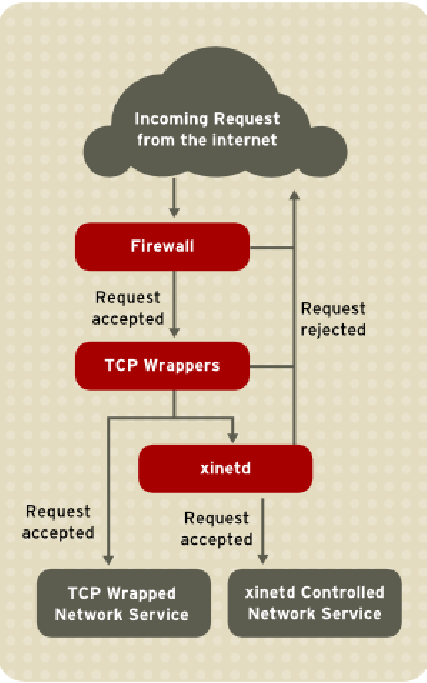 Incoming Request
from the internet
Firewall
Request
accepted
Request
rejected
TCP Wrappers
xinetd
Request
accepted
Request
accepted
TCP Wrapped
Network Service
xinetd Controlled
Network Service